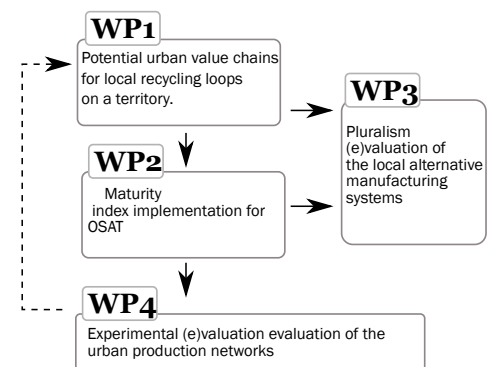 WP1
Potential urban value chains
for local recycling loops
on a territory.
WP3
Pluralism
(e)valuation of
the local alternative
manufacturing
systems
WP2
Maturity
index implementation for
OSAT
WP4
Experimental (e)valuation evaluation of the
urban production networks